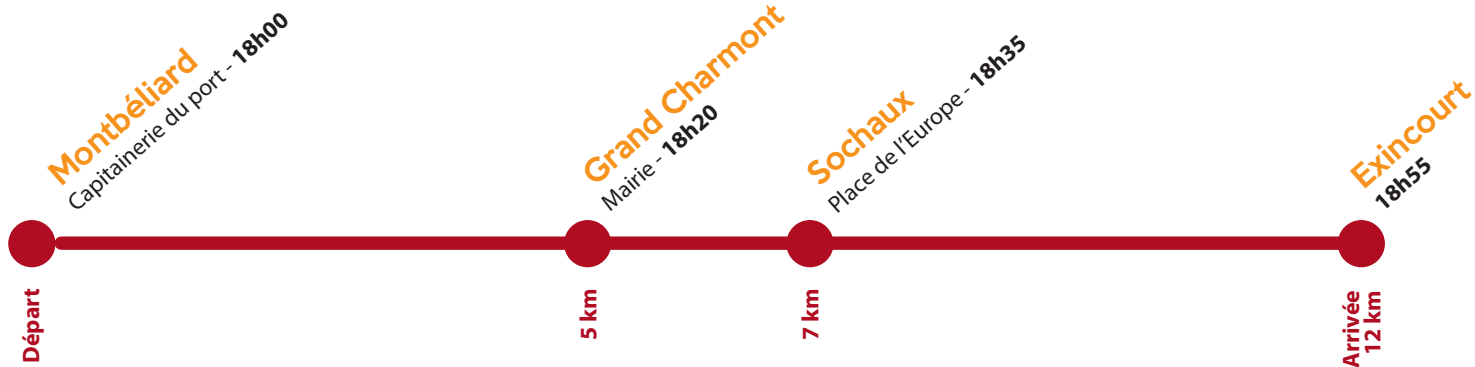 Montbéliard
Capitainerie du port - 18h00
Grand Charmont
Mairie - 18h20
Sochaux
Place de l'Europe - 18h35
Exincourt
18h55
Départ
5 km
7 km
Arrivée
12 km